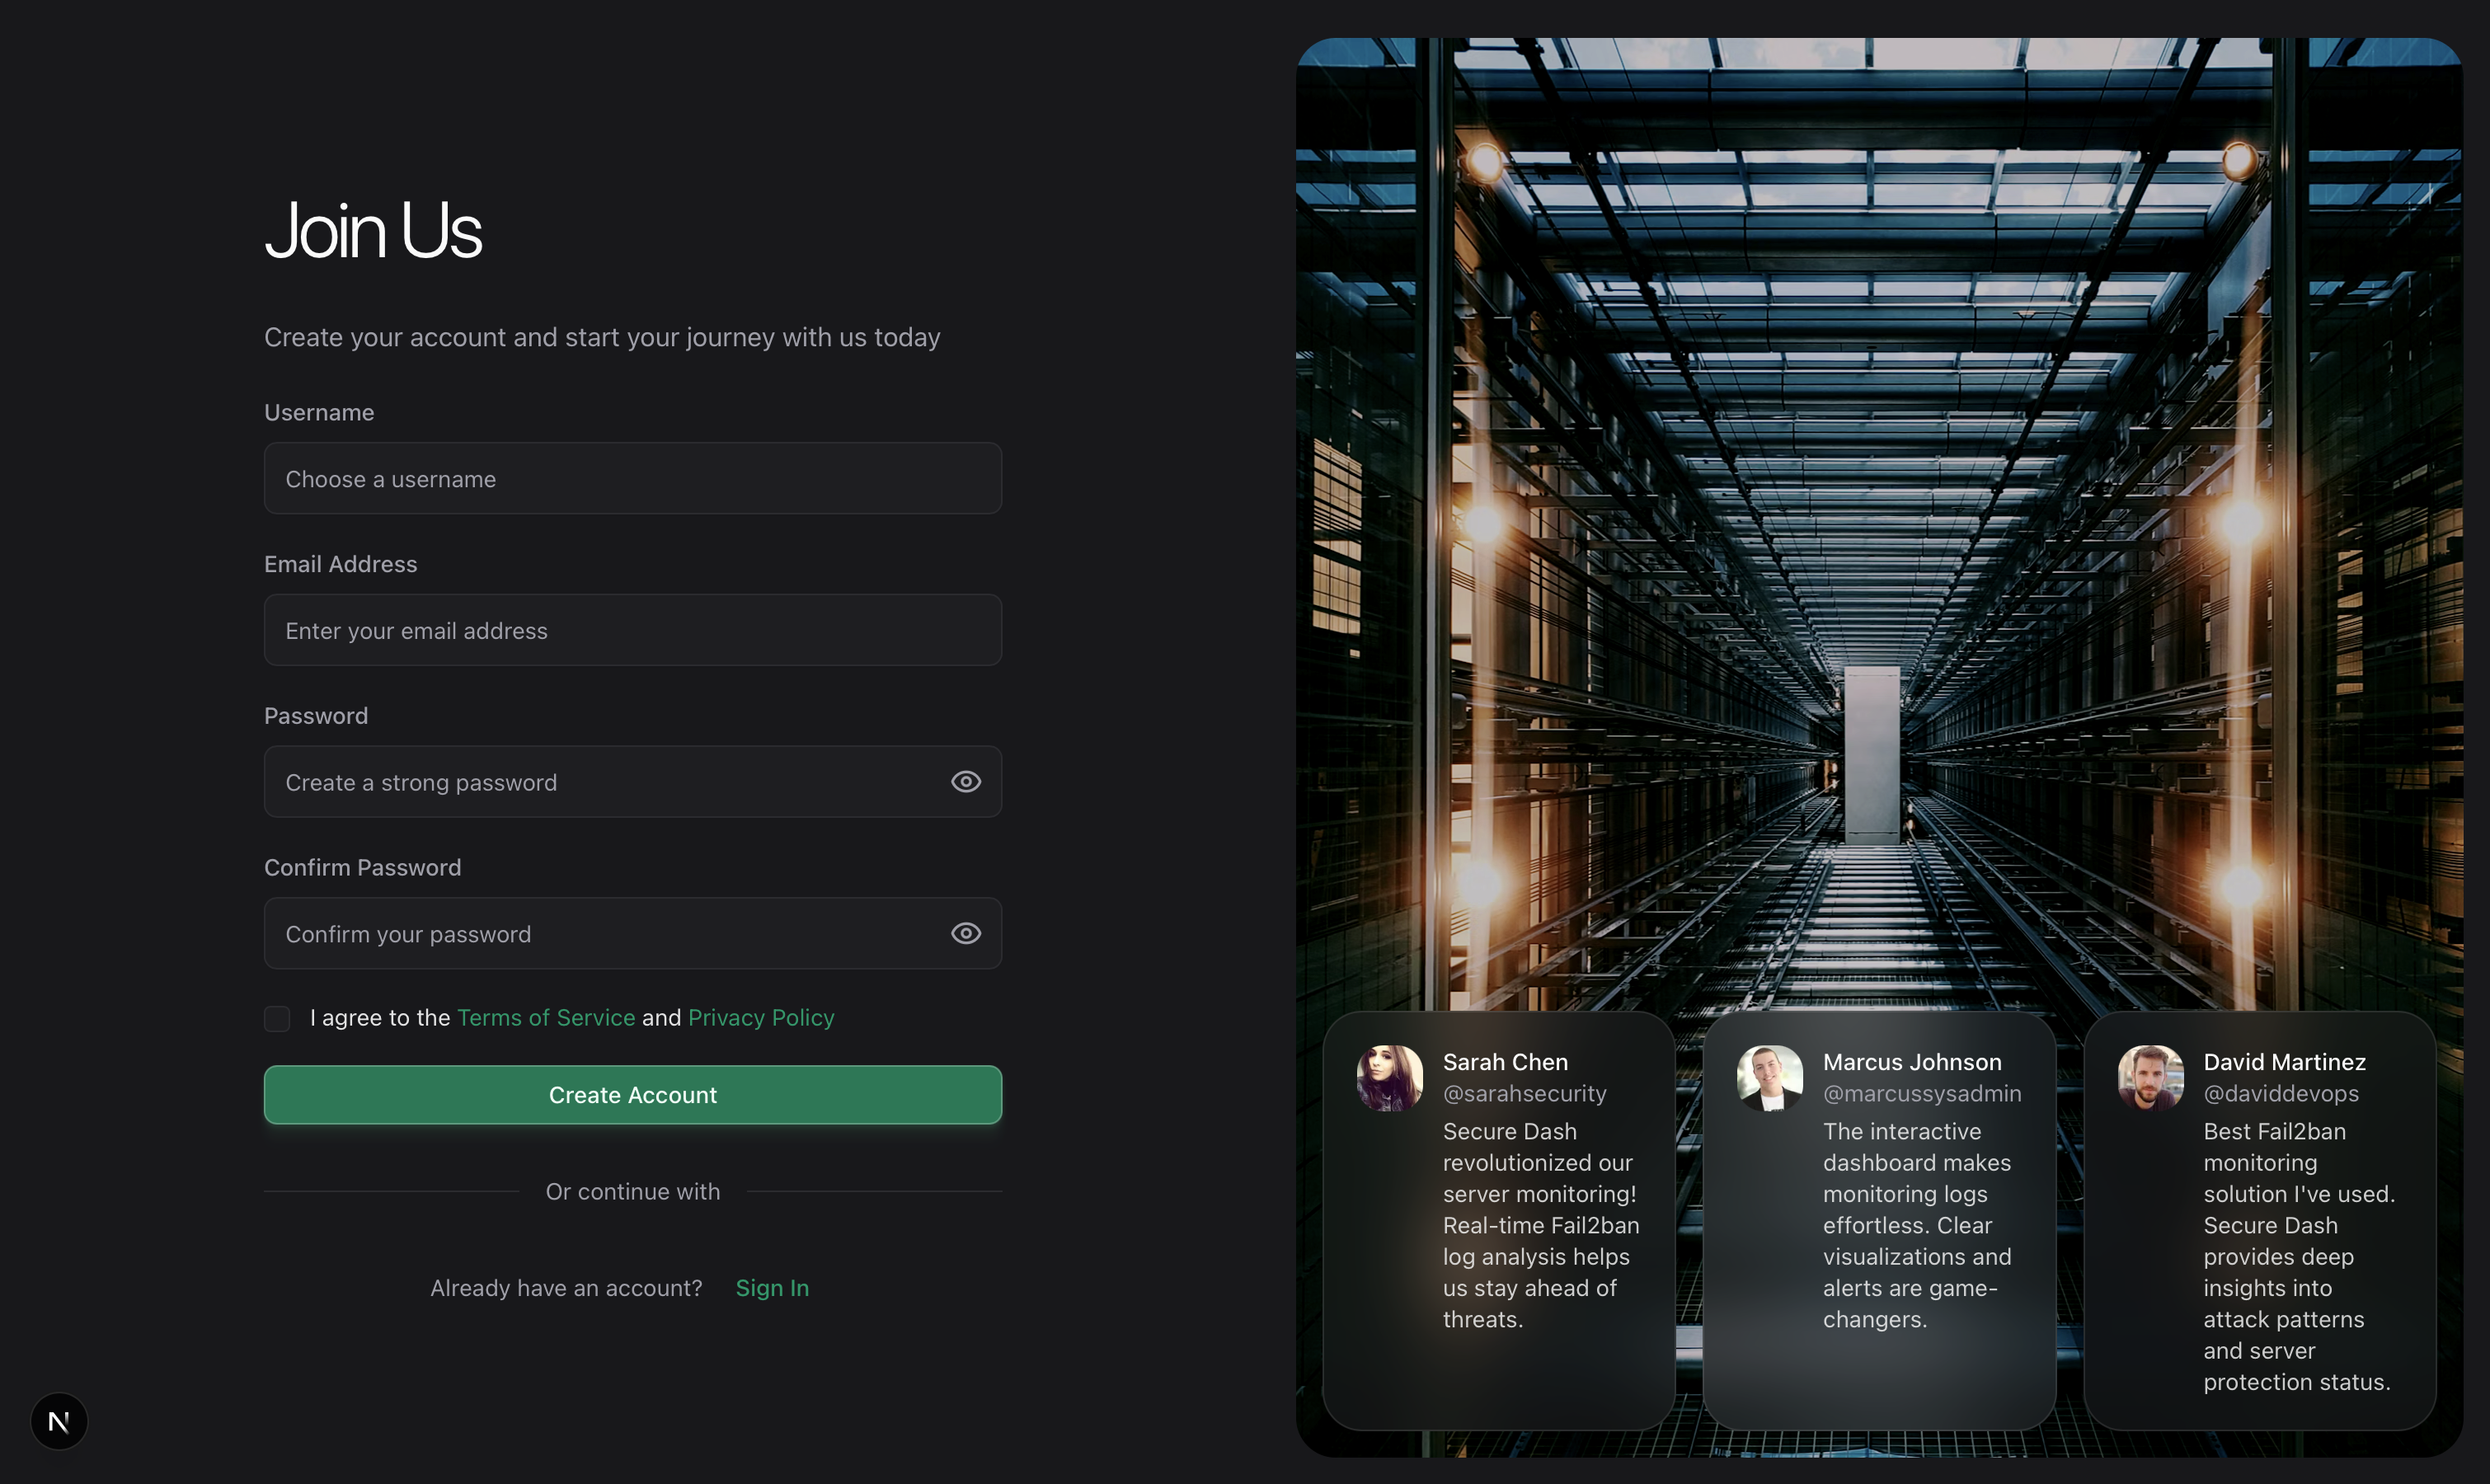 Join Us
Create your account and start your journey with us today
Username
Choose a username
Email Address
Enter your email address
Password
Create a strong password
Confirm Password
Confirm your password
I agree to the Terms of Service and Privacy Policy
Create Account
Or continue with
Already have an account? Sign In
N
Sarah Chen
@sarahsecurity
Secure Dash
revolutionized our
server monitoring!
Real-time Fail2ban
log analysis helps
us stay ahead of
threats.
Marcus Johnson
@marcussysadmin
The interactive
dashboard makes
monitoring logs
effortless. Clear
visualizations and
alerts are game-
changers.
David Martinez
@daviddevops
Best Fail2ban
monitoring
solution I've used.
Secure Dash
provides deep
insights into
attack patterns
and server
protection status.